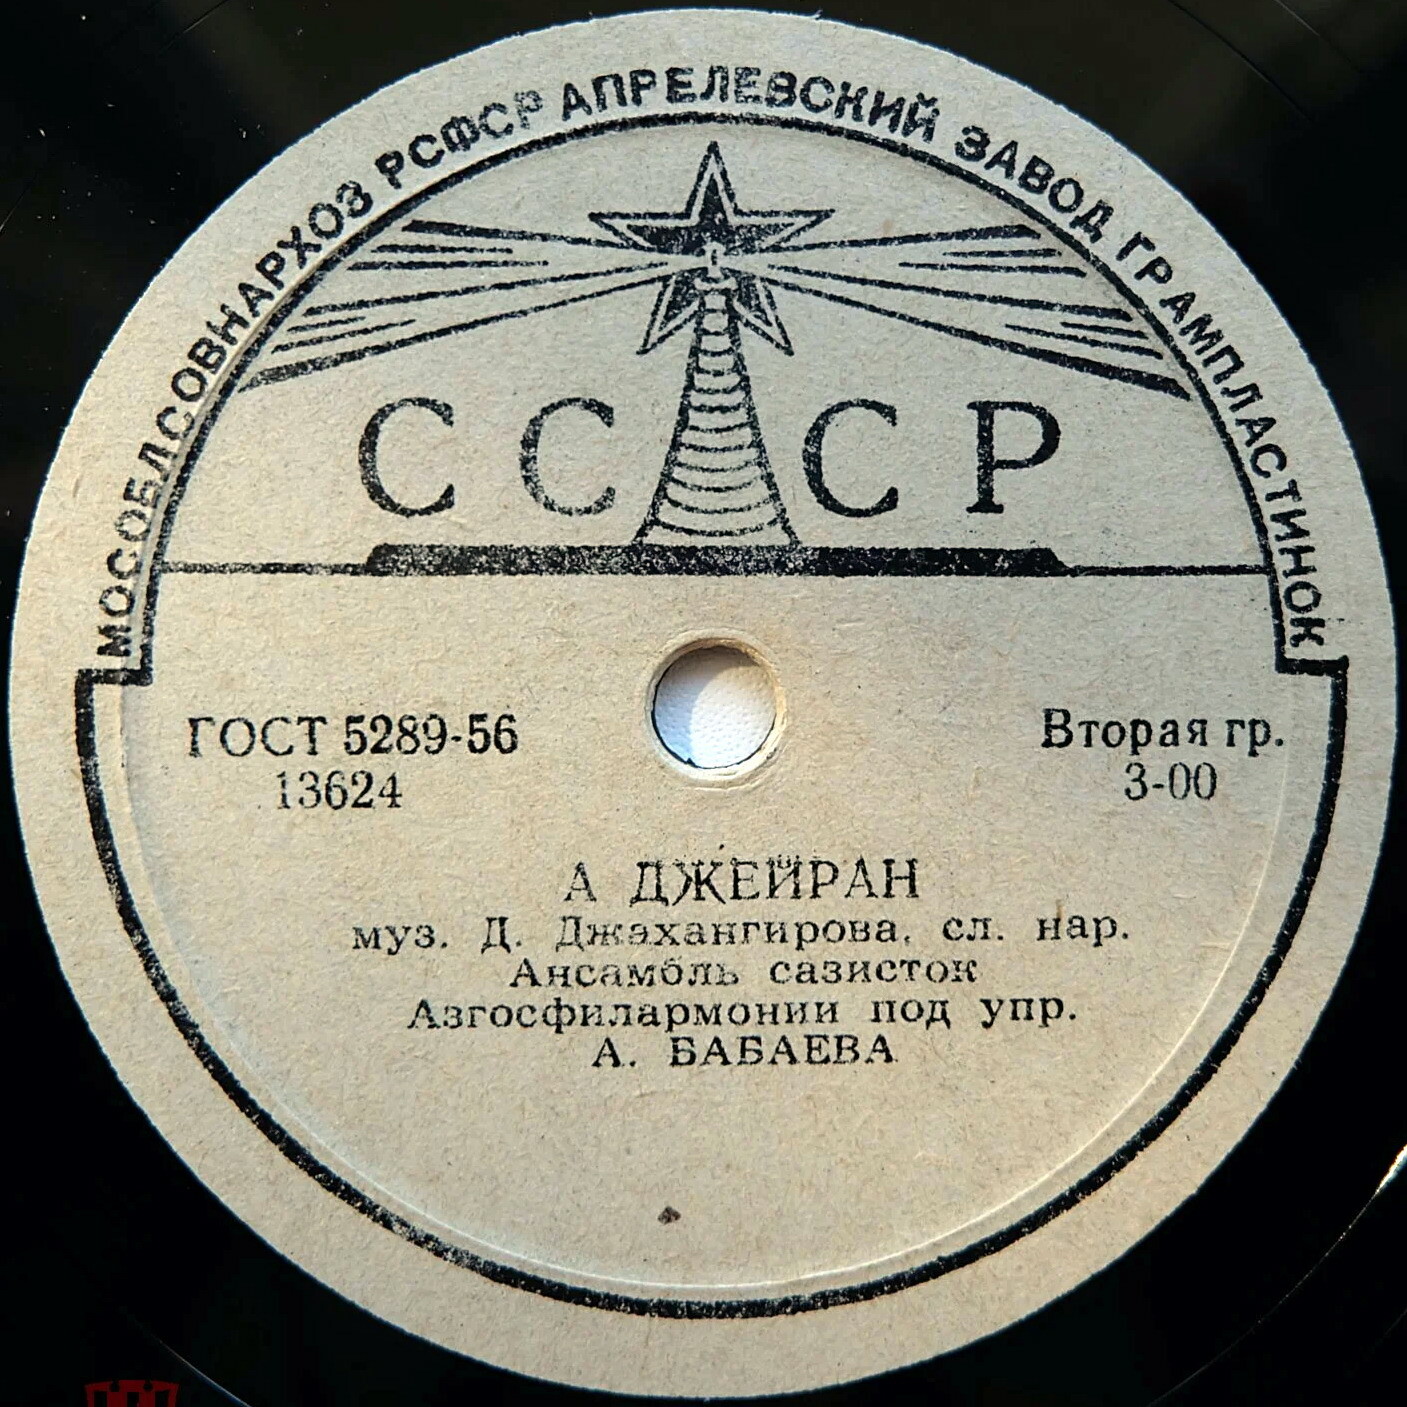 МОСОБЛСОВНАРХОЗ РСФСР АПРЕЛЕВСКИЙ ЗАВОД ГРАМПЛАСТИНОК
СССР
ГОСТ 5289-56
13624
Вторая гр.
3-00
А ДЖЕЙРАН
муз. Д. Джахангирова, сл. нар.
Ансамбль сазисток
Азгосфилармонии под упр.
А. БАБАЕВА